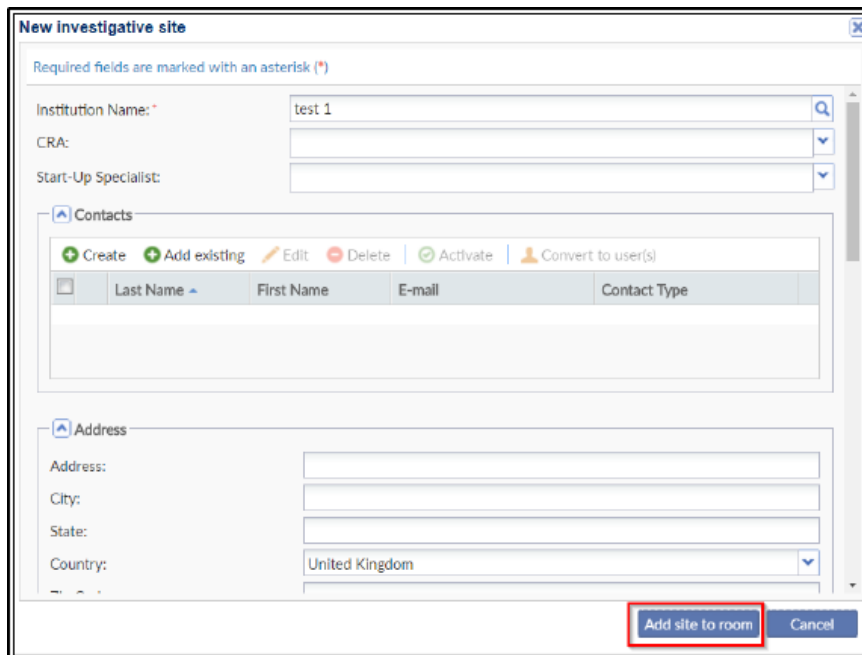 New investigative site
Required fields are marked with an asterisk (*)
Institution Name:* test 1
CRA:
Start-Up Specialist:
Contacts
Create Add existing Edit Delete Activate Convert to user(s)
Last Name First Name E-mail Contact Type
Address
Address:
City:
State:
Country: United Kingdom
Add site to room Cancel